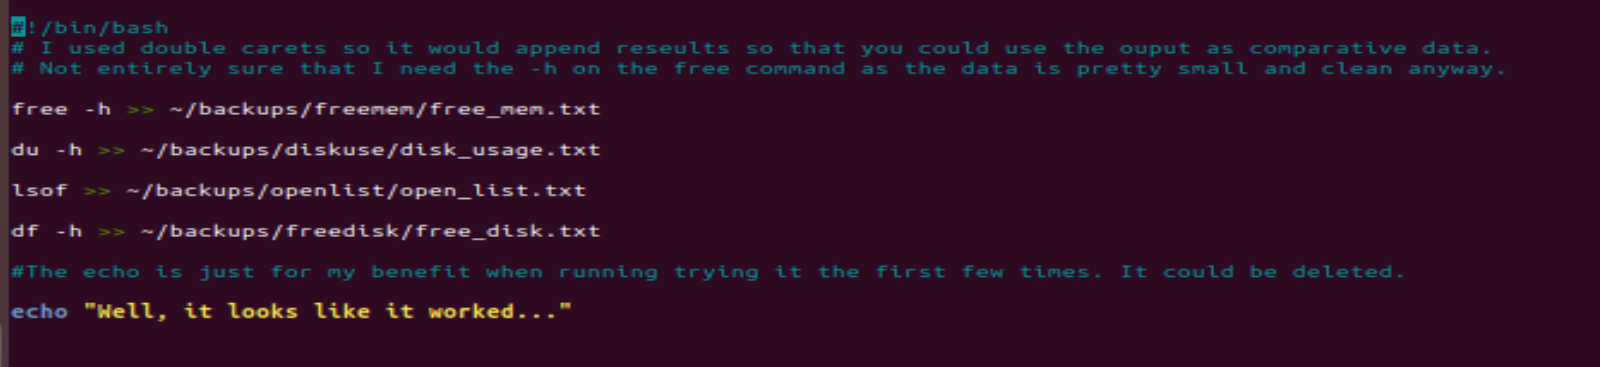 #!/bin/bash
# I used double carets so it would append reseults so that you could use the ouput as comparative data.
# Not entirely sure that I need the -h on the free command as the data is pretty small and clean anyway.
free -h >> ~/backups/freemem/free_mem.txt
du -h >> ~/backups/diskuse/disk_usage.txt
lsof >> ~/backups/openlist/open_list.txt
df -h >> ~/backups/freedisk/free_disk.txt
#The echo is just for my benefit when running trying it the first few times. It could be deleted.
echo "Well, it looks like it worked..."